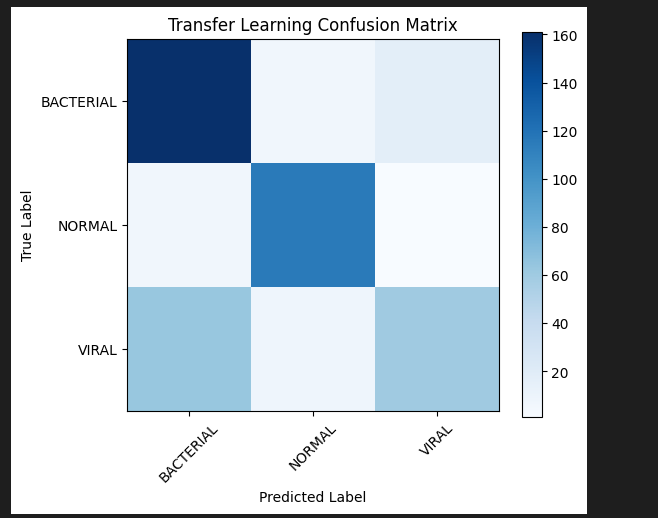 Transfer Learning Confusion Matrix
BACTERIAL
NORMAL
VIRAL
True Label
BACTERIAL
NORMAL
VIRAL
Predicted Label
160
140
120
100
80
60
40
20